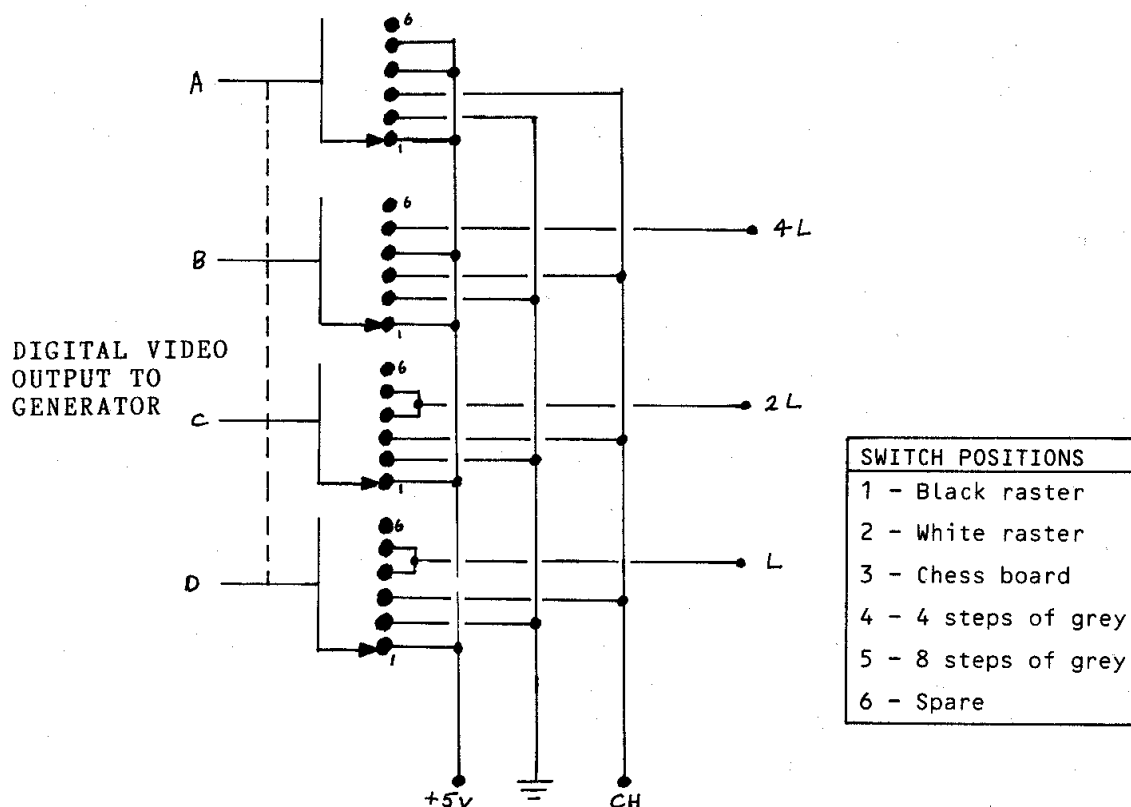 6
A
1
6
4L
B
1
DIGITAL VIDEO
OUTPUT TO
GENERATOR
6
2L
C
1
6
L
D
1
+5V
CH
SWITCH POSITIONS
1 - Black raster
2 - White raster
3 - Chess board
4 - 4 steps of grey
5 - 8 steps of grey
6 - Spare